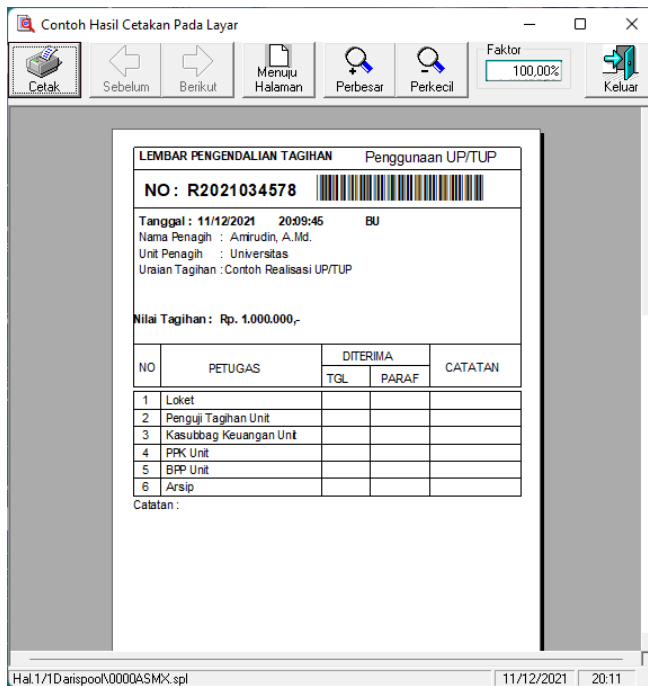 Contoh Hasil Cetakan Pada Layar
Cetak
Sebelum
Berikut
Menuju Halaman
Perbesar
Perkecil
Faktor
100,00%
Keluar
LEMBAR PENGENDALIAN TAGIHAN Penggunaan UP/TUP
NO : R2021034578
Tanggal : 11/12/2021 20:09:45 BU
Nama Penagih : Amirudin, A.Md.
Unit Penagih : Universitas
Uraian Tagihan : Contoh Realisasi UP/TUP
Nilai Tagihan : Rp. 1.000.000,-
NO PETUGAS DITERIMA CATATAN
TGL PARAF
1 Loket
2 Penguji Tagihan Unit
3 Kasubbag Keuangan Unit
4 PPK Unit
5 BPP Unit
6 Arsip
Catatan :
Hal.1/1Darispool\0000ASMX.spl 11/12/2021 20:11